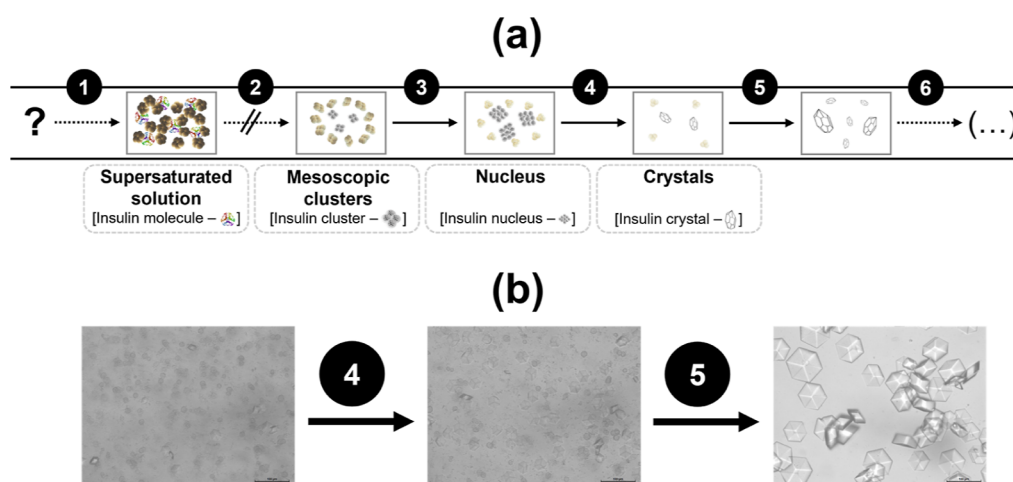 (a)
1 2 3 4 5 6
? (...)
Supersaturated
solution
[Insulin molecule – ]
Mesoscopic
clusters
[Insulin cluster – ]
Nucleus
[Insulin nucleus – ]
Crystals
[Insulin crystal – ]
(b)
4 5